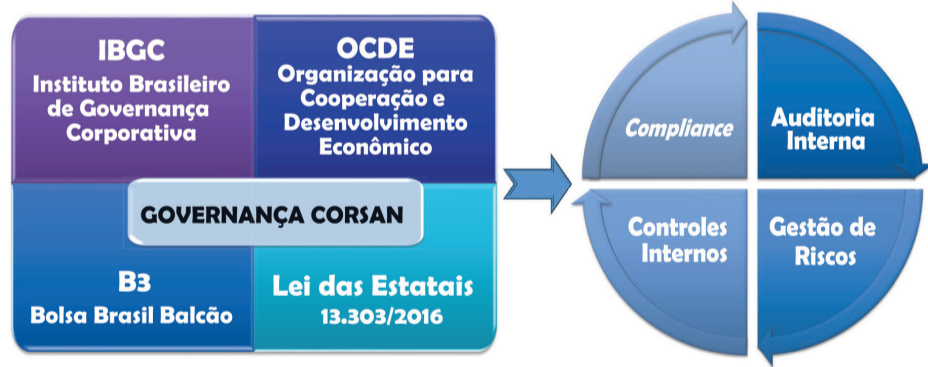 IBGC
Instituto Brasileiro
de Governança
Corporativa
OCDE
Organização para
Cooperação e
Desenvolvimento
Econômico
GOVERNANÇA CORSAN
B3
Bolsa Brasil Balcão
Lei das Estatais
13.303/2016
Compliance
Auditoria
Interna
Controles
Internos
Gestão de
Riscos